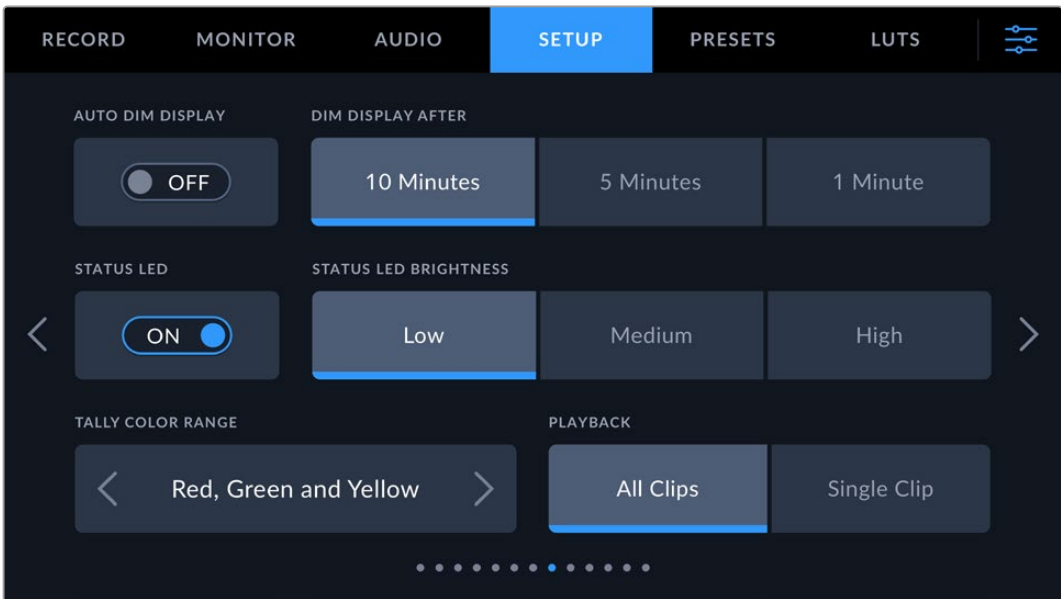 RECORD MONITOR AUDIO SETUP PRESETS LUTS
AUTO DIM DISPLAY DIM DISPLAY AFTER
OFF 10 Minutes 5 Minutes 1 Minute
STATUS LED STATUS LED BRIGHTNESS
ON Low Medium High
TALLY COLOR RANGE PLAYBACK
Red, Green and Yellow All Clips Single Clip